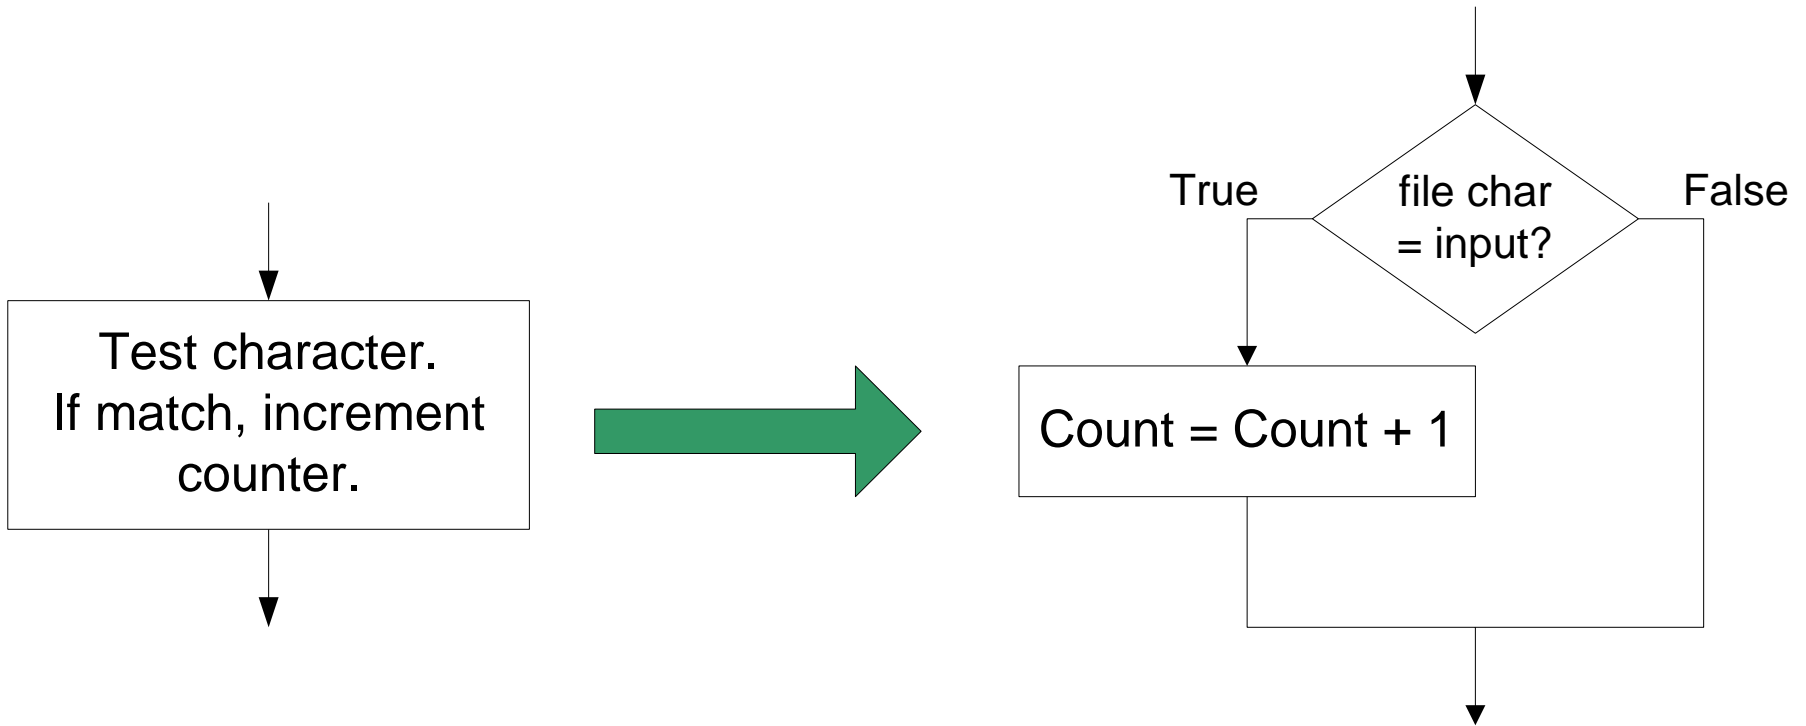 Test character.
If match, increment
counter.
True
file char
= input?
False
Count = Count + 1